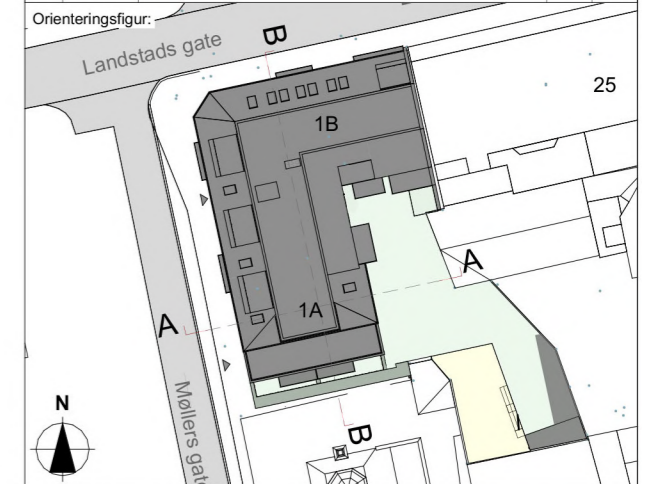 Orienteringsfigur:
Landstads gate
B
25
1B
A
1A
A
N
Møllers gate
B